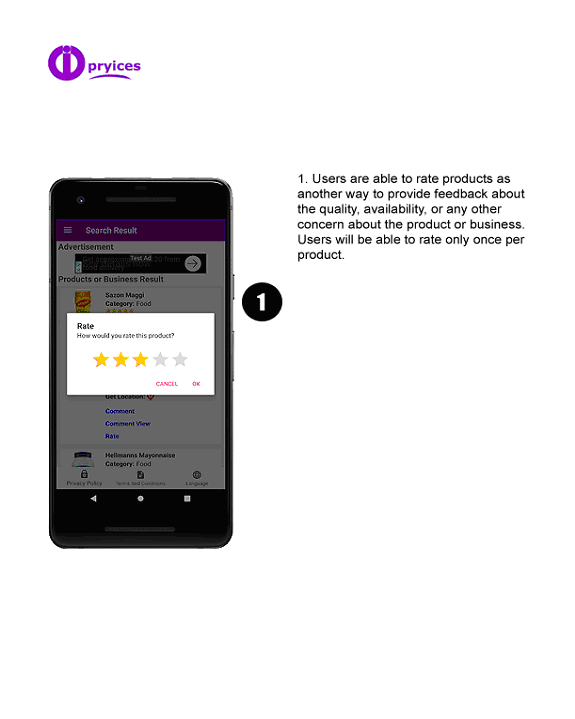 pryices
1. Users are able to rate products as
another way to provide feedback about
the quality, availability, or any other
concern about the product or business.
Users will be able to rate only once per
product.
Search Result
Advertisement
Test Ad
Products or Business Result
Sazon Maggi
Category: Food
Rate
How would you rate this product?
CANCEL OK
Get Location:
Comment
Comment View
Rate
Hellmanns Mayonnaise
Category: Food
Privacy Policy Terms And Conditions Language
1